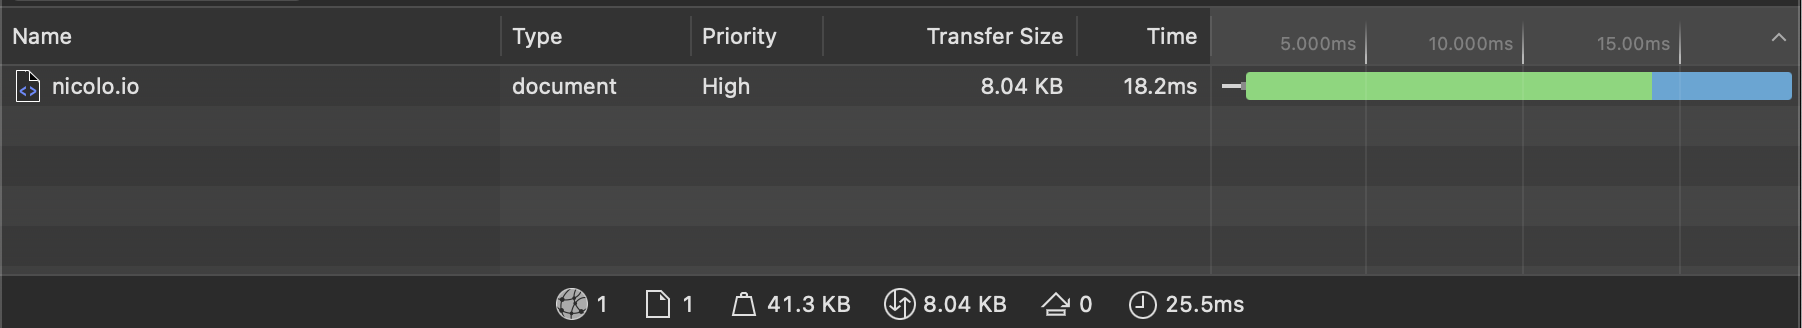 Name Type Priority Transfer Size Time 5.000ms 10.000ms 15.00ms
nicolo.io document High 8.04 KB 18.2ms
1 1 41.3 KB 8.04 KB 0 25.5ms